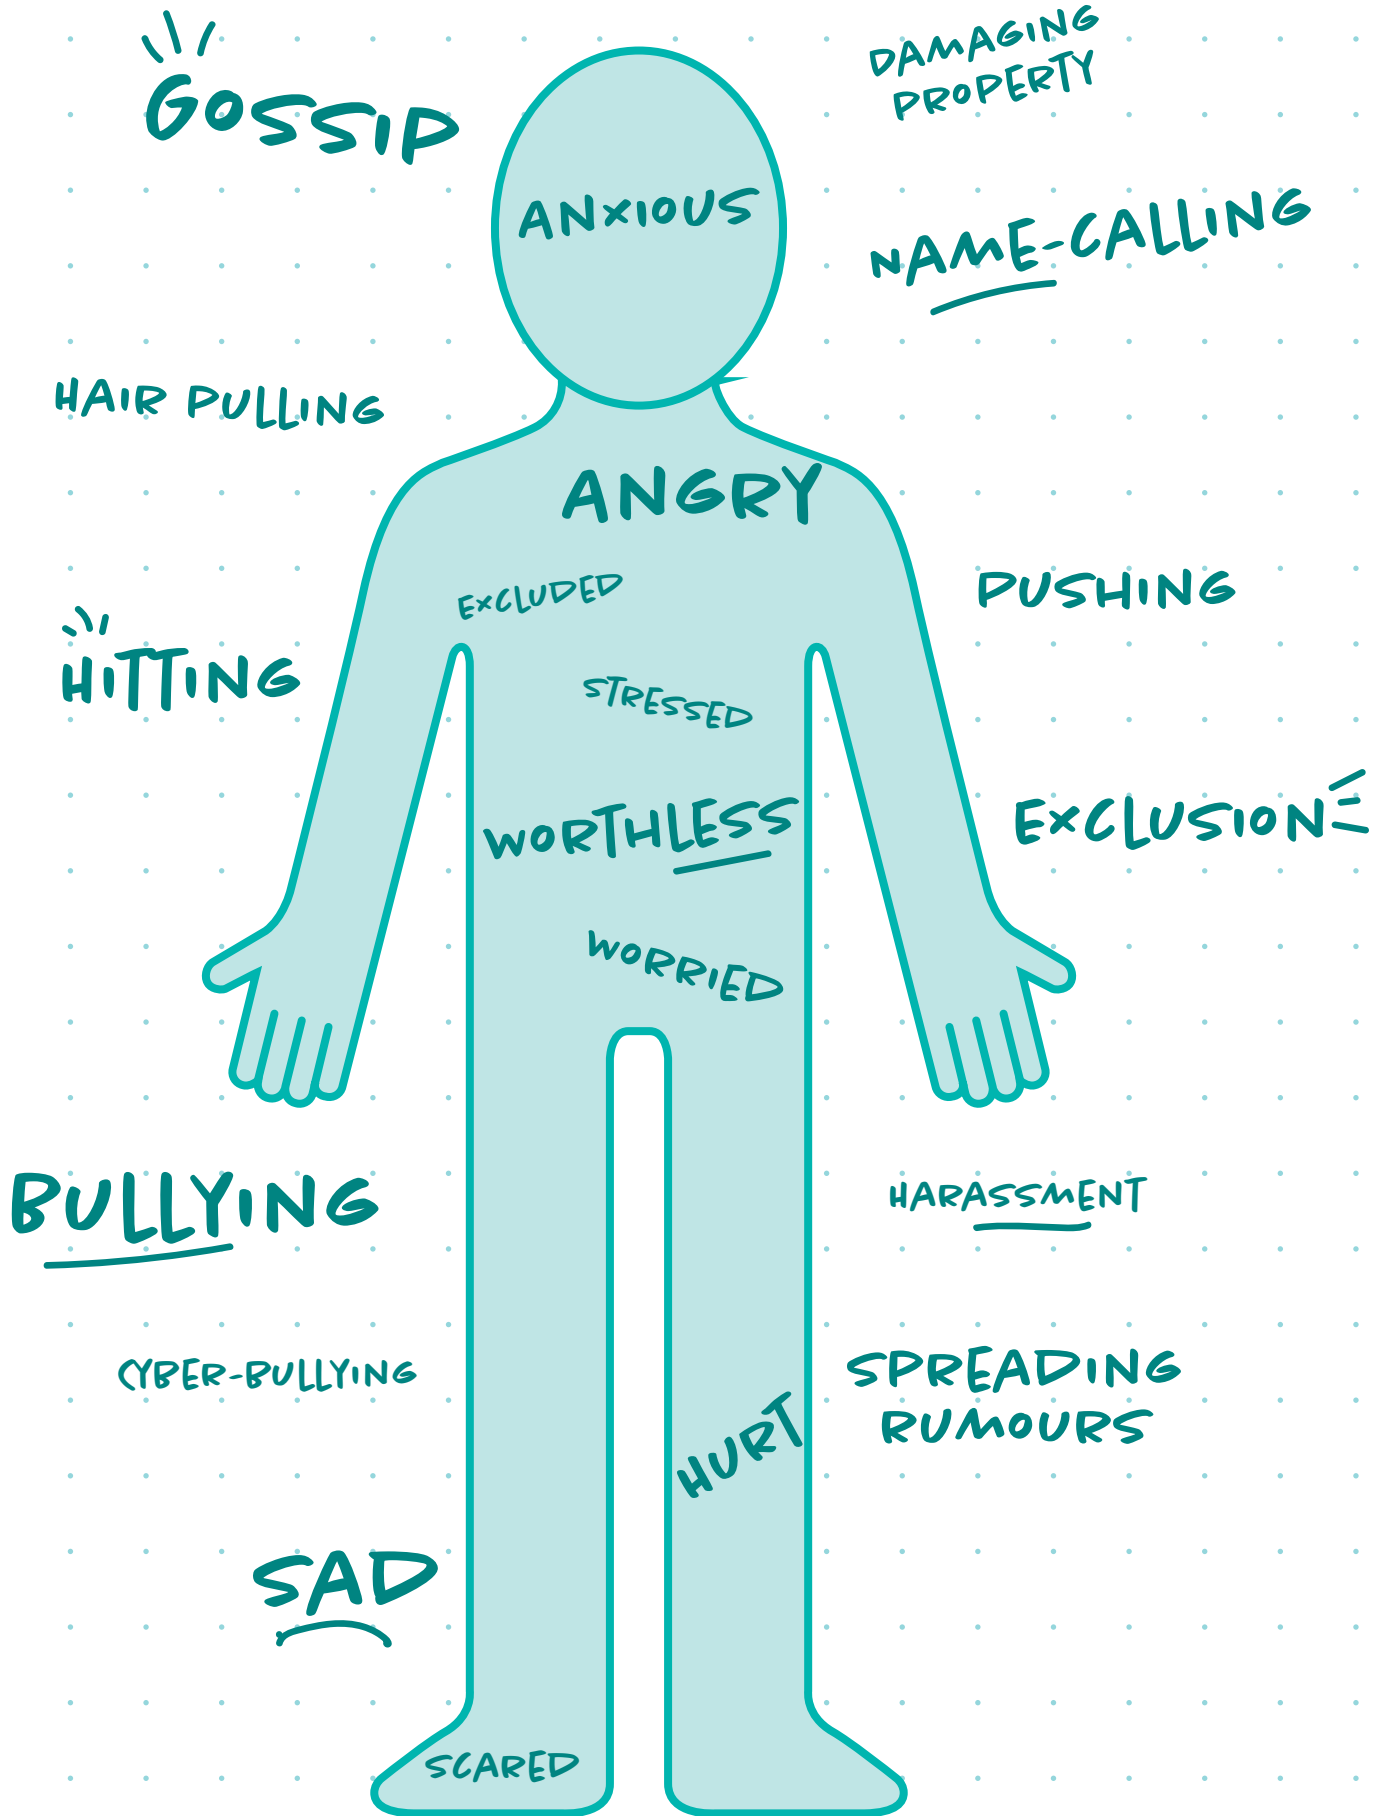 GOSSIP
DAMAGING
PROPERTY
ANXIOUS
NAME-CALLING
HAIR PULLING
ANGRY
EXCLUDED
PUSHING
HITTING
STRESSED
WORTHLESS
EXCLUSION
WORRIED
BULLYING
HARASSMENT
CYBER-BULLYING
SPREADING
RUMOURS
HURT
SAD
SCARED